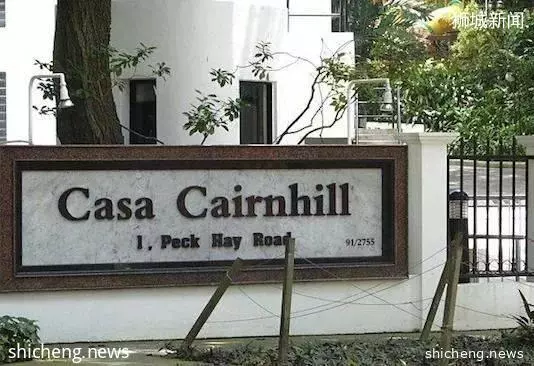 狮城新闻
Casa Cairnhill
1, Peck Hay Road
91/2755
shicheng.news
shicheng.news